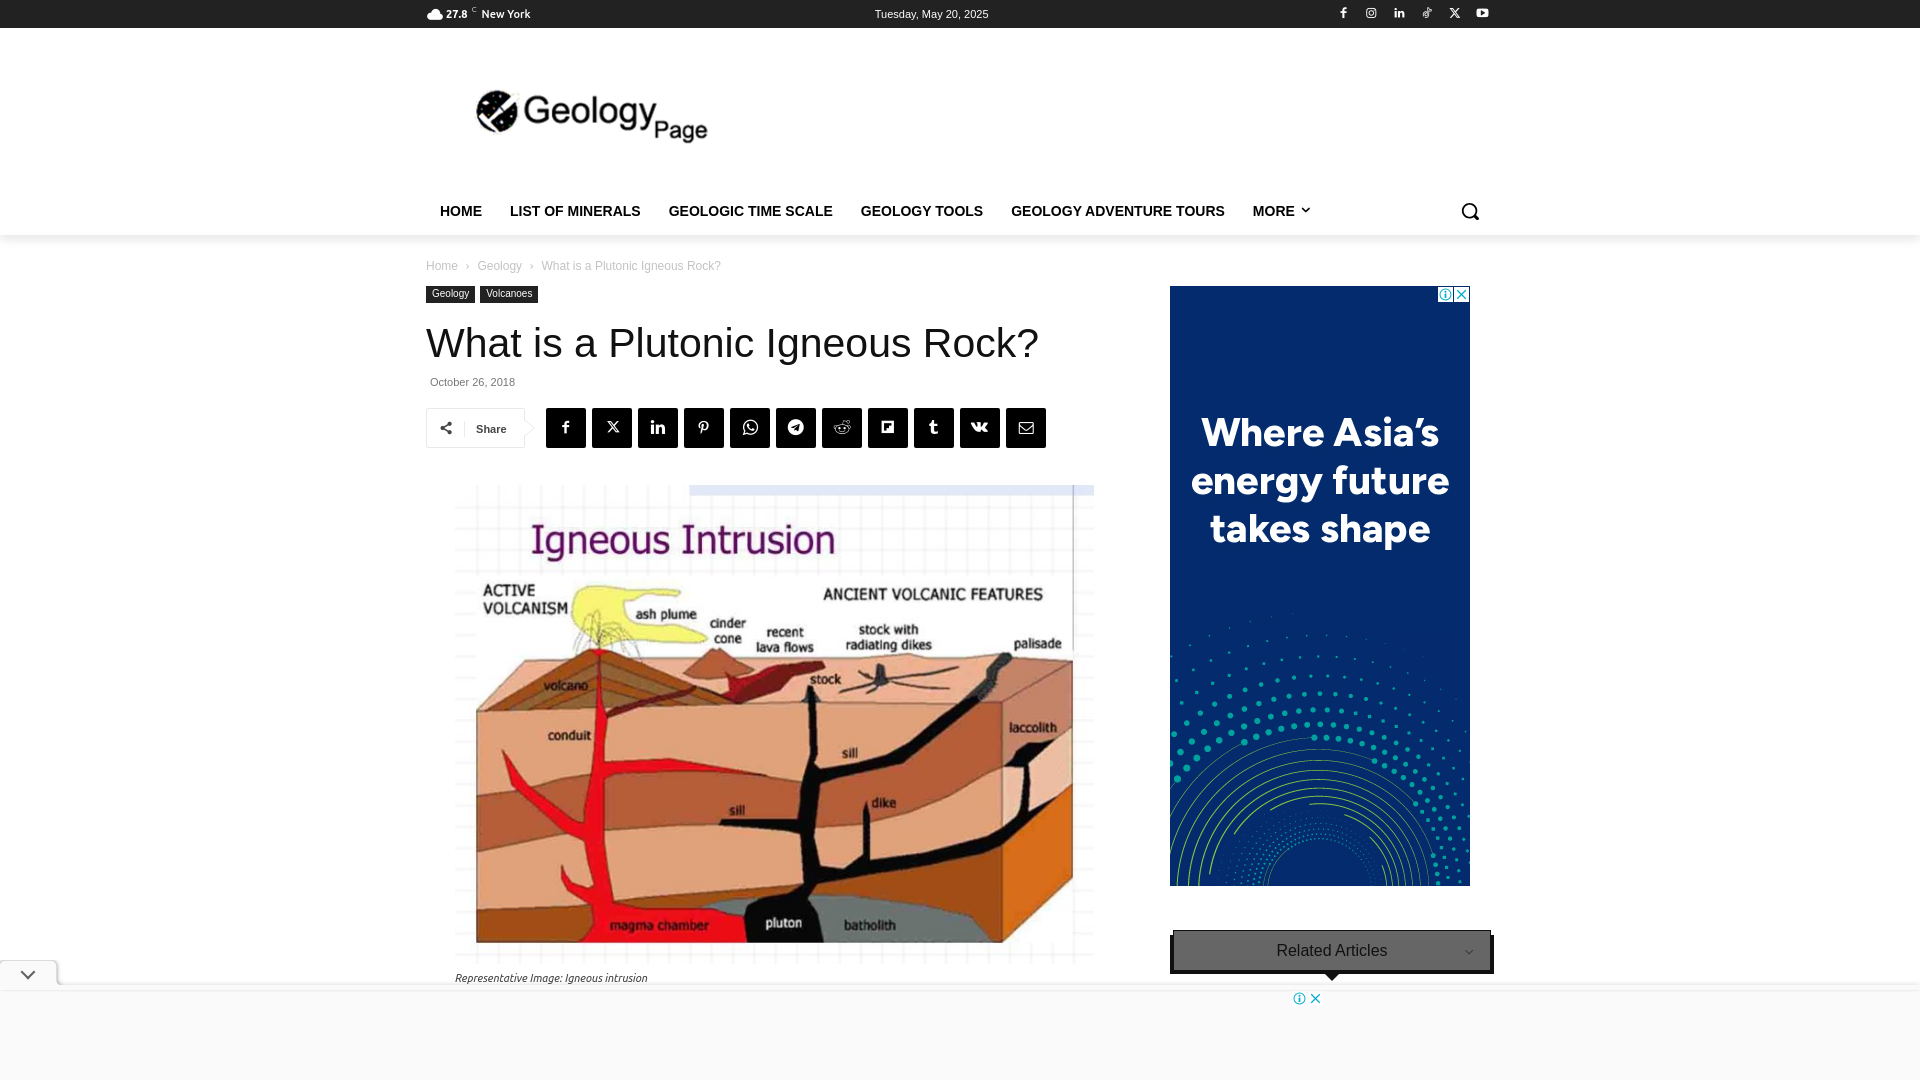 27.8 C New York
Tuesday, May 20, 2025
Geology Page
HOME LIST OF MINERALS GEOLOGIC TIME SCALE GEOLOGY TOOLS GEOLOGY ADVENTURE TOURS MORE
Home › Geology › What is a Plutonic Igneous Rock?
Geology Volcanoes
What is a Plutonic Igneous Rock?
October 26, 2018
Share
Igneous Intrusion
ACTIVE
VOLCANISM
ANCIENT VOLCANIC FEATURES
ash plume
cinder
cone
recent
lava flows
stock with
radiating dikes
palisade
volcano
stock
conduit
laccolith
sill
sill
dike
magma chamber
pluton
batholith
Representative Image: Igneous intrusion
Where Asia’s
energy future
takes shape
Related Articles